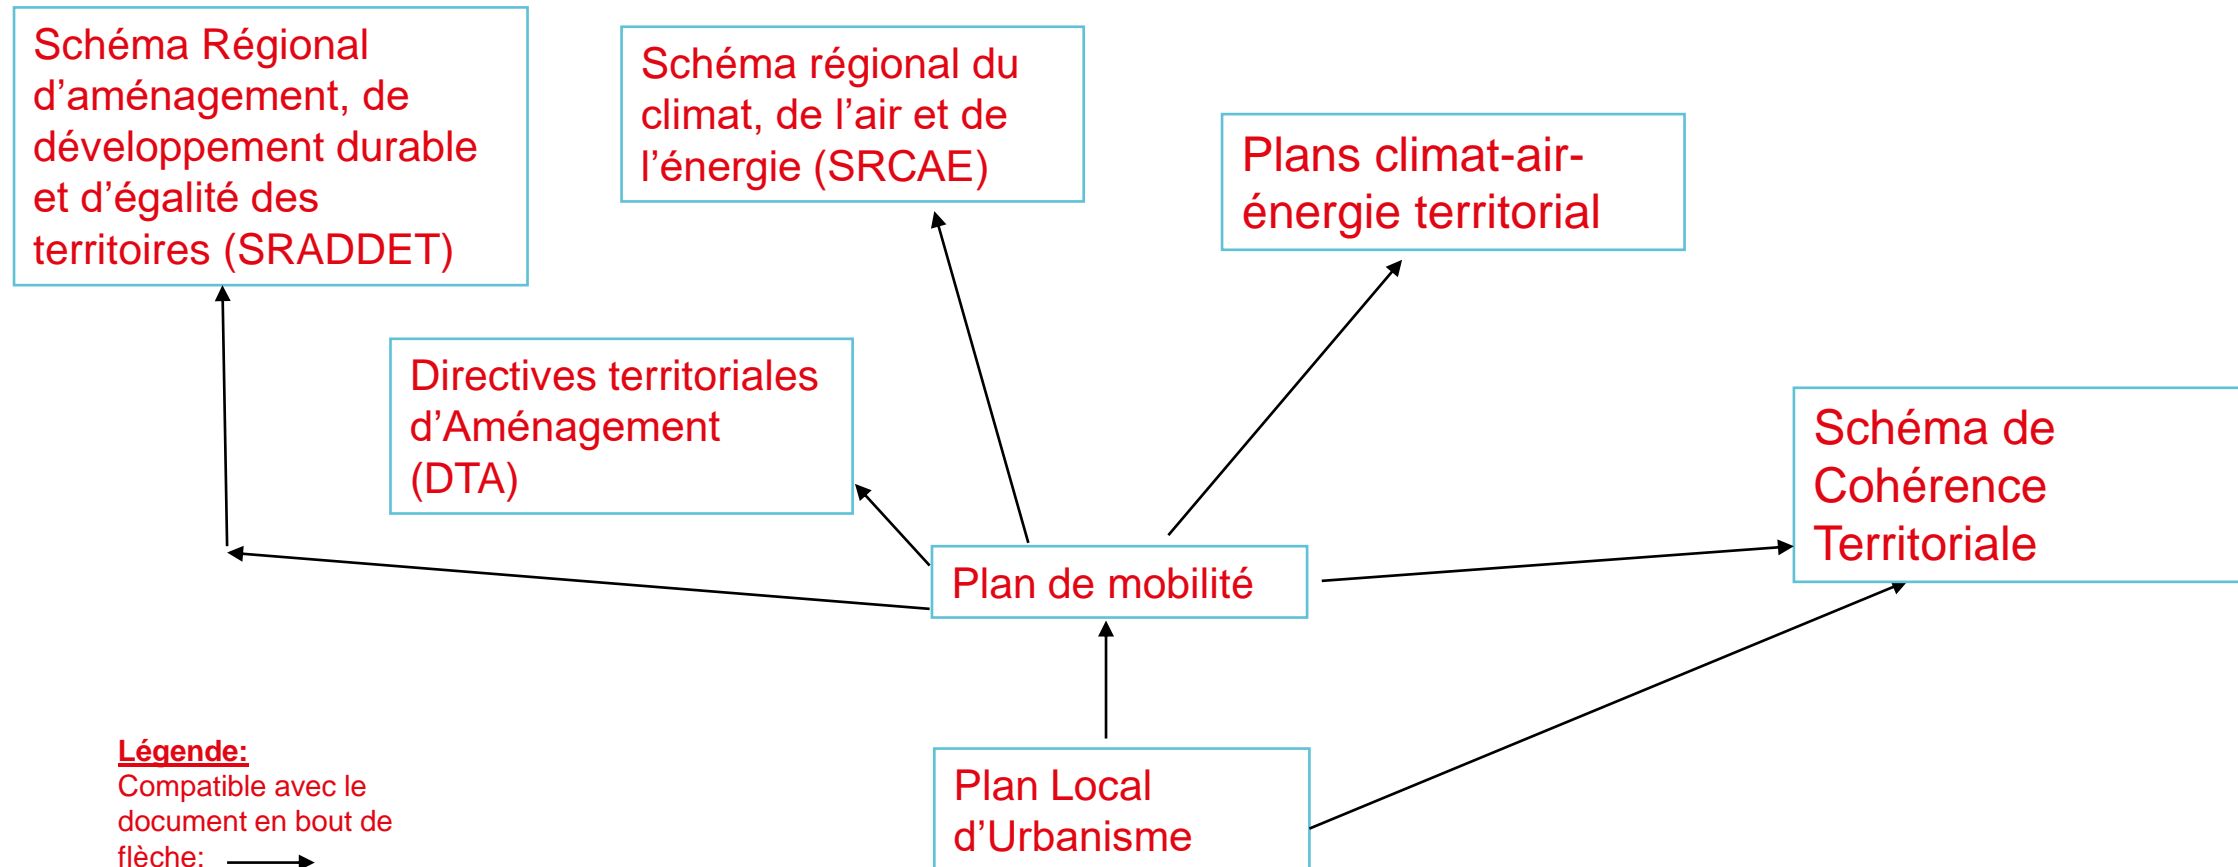 Schéma Régional
d’aménagement, de
développement durable
et d’égalité des
territoires (SRADDET)
Schéma régional du
climat, de l’air et de
l’énergie (SRCAE)
Plans climat-air-
énergie territorial
Directives territoriales
d’Aménagement
(DTA)
Schéma de
Cohérence
Territoriale
Plan de mobilité
Légende:
Compatible avec le
document en bout de
flèche:
Plan Local
d’Urbanisme